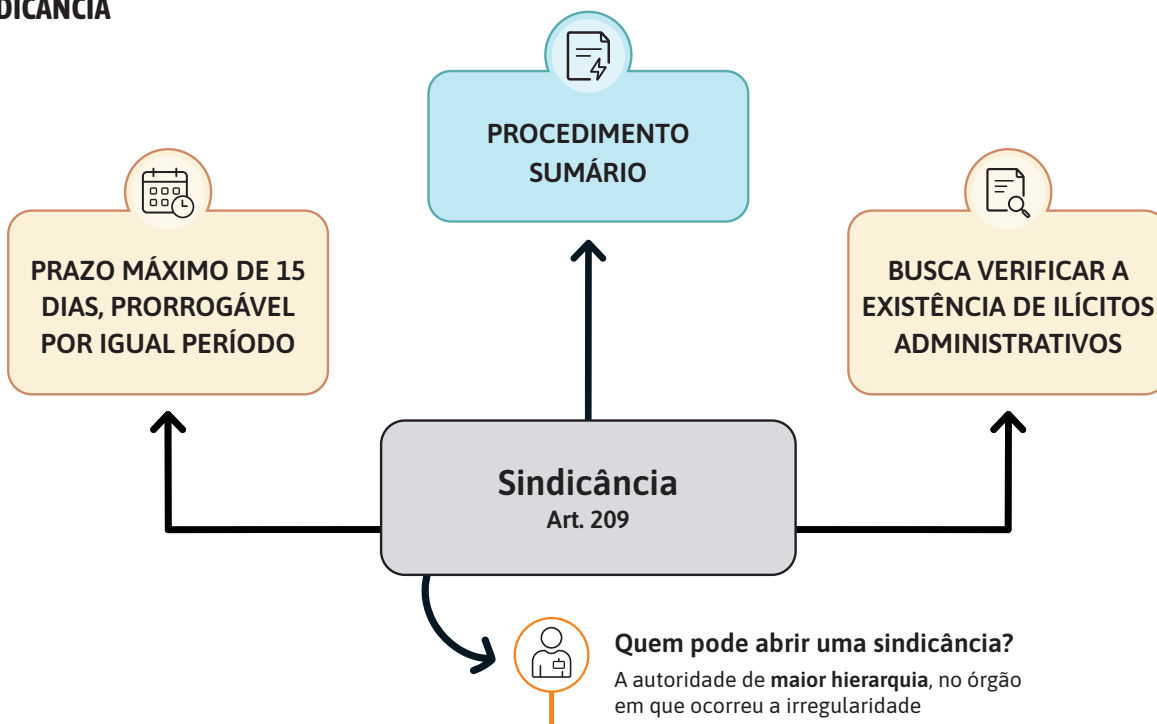 PROCEDIMENTO
SUMÁRIO
PRAZO MÁXIMO DE 15
DIAS, PRORROGÁVEL
POR IGUAL PERÍODO
BUSCA VERIFICAR A
EXISTÊNCIA DE ILÍCITOS
ADMINISTRATIVOS
Sindicância
Art. 209
Quem pode abrir uma sindicância?
A autoridade de maior hierarquia, no órgão
em que ocorreu a irregularidade